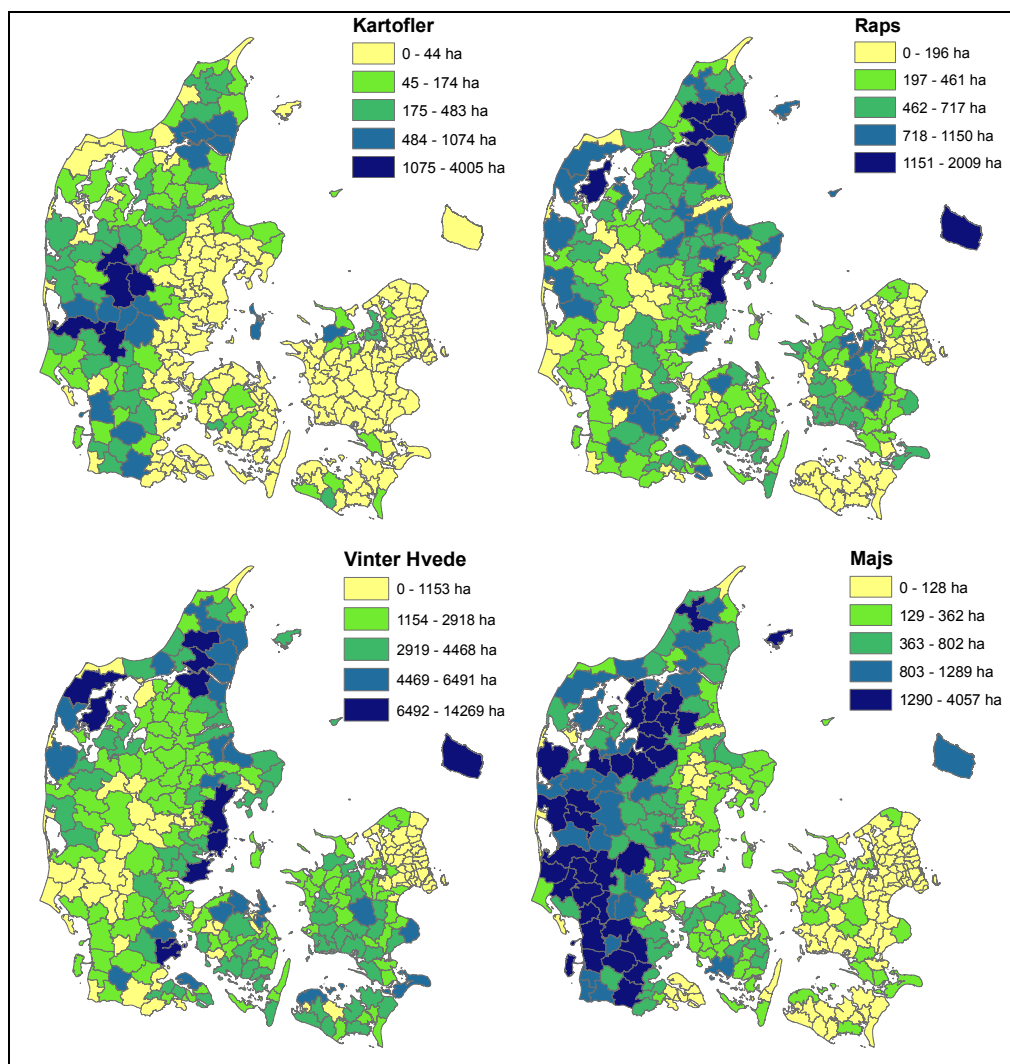 Kartofler
0 - 44 ha
45 - 174 ha
175 - 483 ha
484 - 1074 ha
1075 - 4005 ha
Raps
0 - 196 ha
197 - 461 ha
462 - 717 ha
718 - 1150 ha
1151 - 2009 ha
Vinter Hvede
0 - 1153 ha
1154 - 2918 ha
2919 - 4468 ha
4469 - 6491 ha
6492 - 14269 ha
Majs
0 - 128 ha
129 - 362 ha
363 - 802 ha
803 - 1289 ha
1290 - 4057 ha